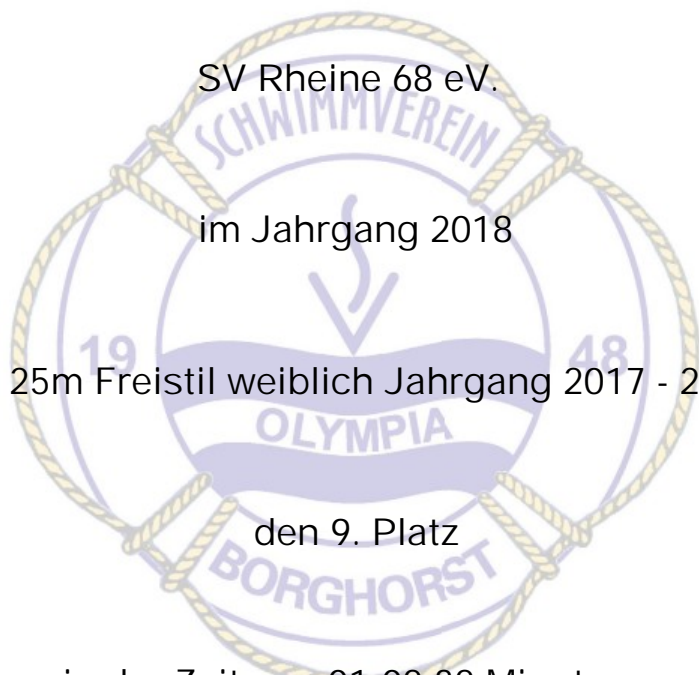 SV Rheine 68 eV.
SCHWIMMVEREIN
im Jahrgang 2018
19 48
25m Freistil weiblich Jahrgang 2017 - 2
OLYMPIA
den 9. Platz
BORGHORST